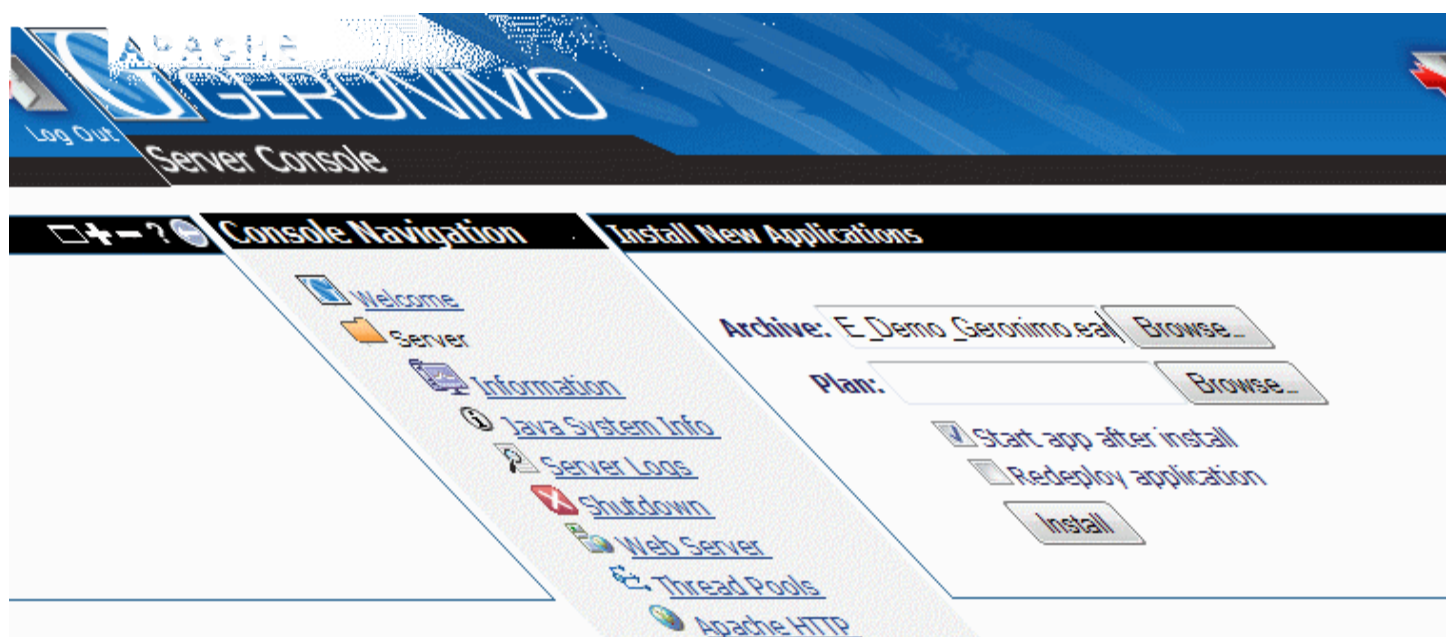 APACHE
GERONIMO
Log Out
Server Console
? Console Navigation Install New Applications
Welcome
Server
Information
Java System Info
Server Logs
Shutdown
Web Server
Thread Pools
Apache HTTP
Archive: E_Demo_Geronimo.ear Browse...
Plan: Browse...
Start app after install
Redeploy application
Install